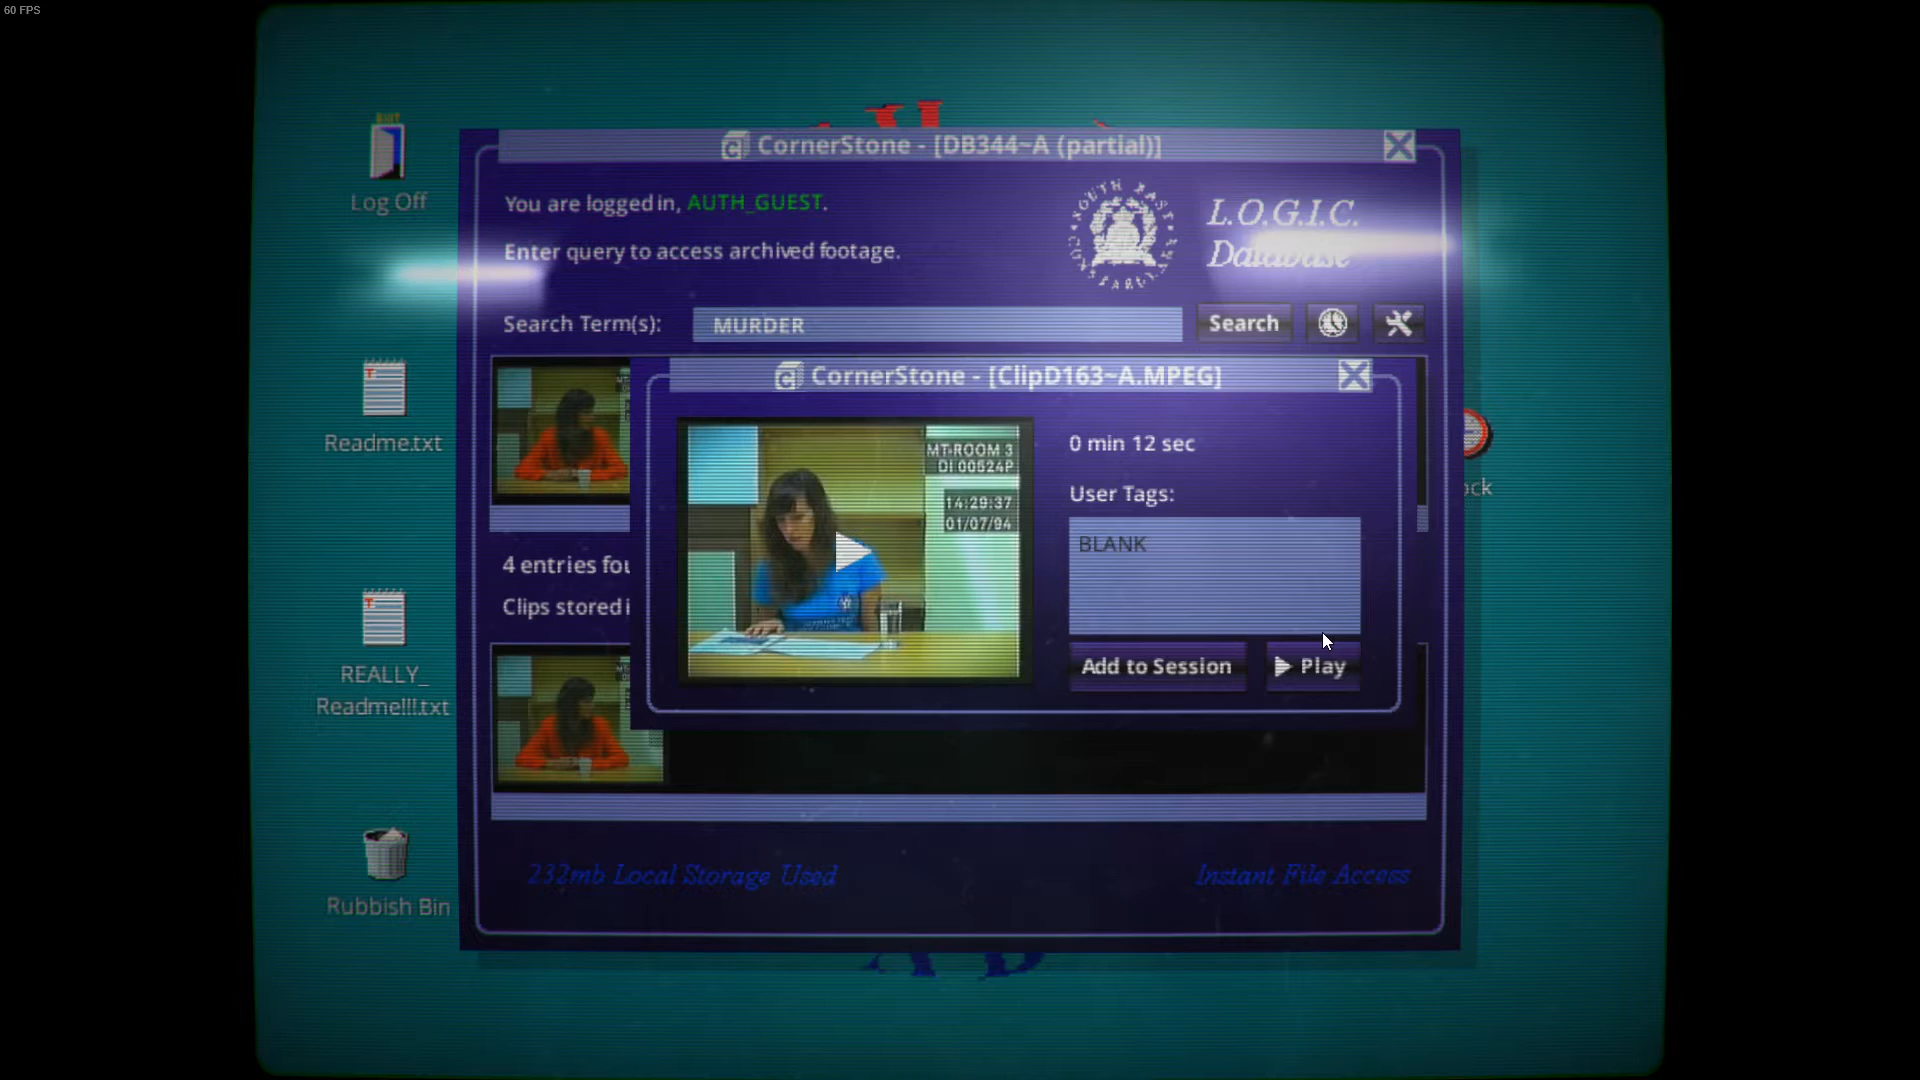 60 FPS
CornerStone - [DB344~A (partial)]
Log Off
You are logged in, AUTH_GUEST.
Enter query to access archived footage.
SOUTH EAST
L.O.G.I.C.
Database
Search Term(s): MURDER Search
CornerStone - [ClipD163~A.MPEG]
Readme.txt
0 min 12 sec
MT-ROOM 3
DI 00524P
14:29:37
01/07/94
User Tags:
BLANK
4 entries fou
Clips stored i
Add to Session
Play
REALLY_
Readme!!!.txt
232mb Local Storage Used
Instant File Access
Rubbish Bin